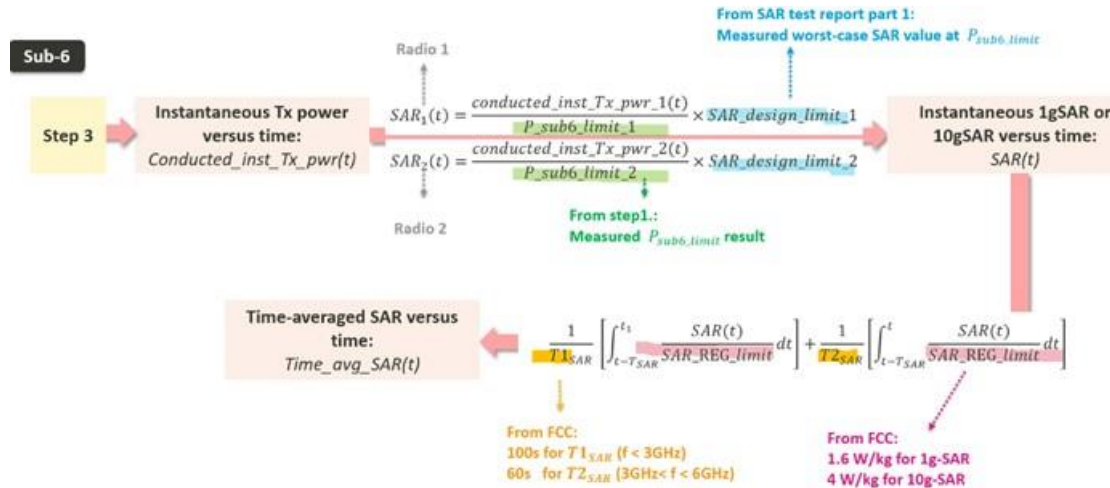 Sub-6
Step 3
Instantaneous Tx power
versus time:
Conducted_inst_Tx_pwr(t)
Radio 1
SAR₁(t) = conducted_inst_Tx_pwr_1(t) / P_sub6_limit_1 × SAR_design_limit_1
SAR₂(t) = conducted_inst_Tx_pwr_2(t) / P_sub6_limit_2 × SAR_design_limit_2
Radio 2
From SAR test report part 1:
Measured worst-case SAR value at P_sub6_limit
From step1.:
Measured P_sub6_limit result
Instantaneous 1gSAR or
10gSAR versus time:
SAR(t)
Time-averaged SAR versus
time:
Time_avg_SAR(t)
1/T1_SAR [∫_{t−T_SAR}^{t₁} SAR(t)/SAR_REG_limit dt] + 1/T2_SAR [∫_{t−T_SAR}^{t} SAR(t)/SAR_REG_limit dt]
From FCC:
100s for T1_SAR (f < 3GHz)
60s for T2_SAR (3GHz< f < 6GHz)
From FCC:
1.6 W/kg for 1g-SAR
4 W/kg for 10g-SAR